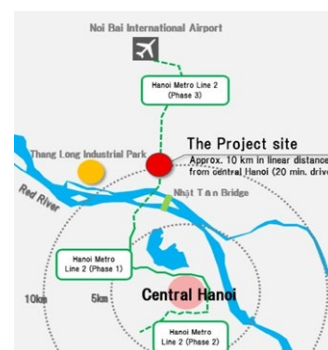 Noi Bai International Airport
Hanoi Metro Line 2
(Phase 3)
The Project site
Approx. 10 km in linear distance
from central Hanoi (20 min. drive
Thang Long Industrial Park
Nhật Tân Bridge
Red River
Hanoi Metro
Line 2 (Phase 1)
10km
5km
Central Hanoi
Hanoi Metro
Line 2 (Phase 2)